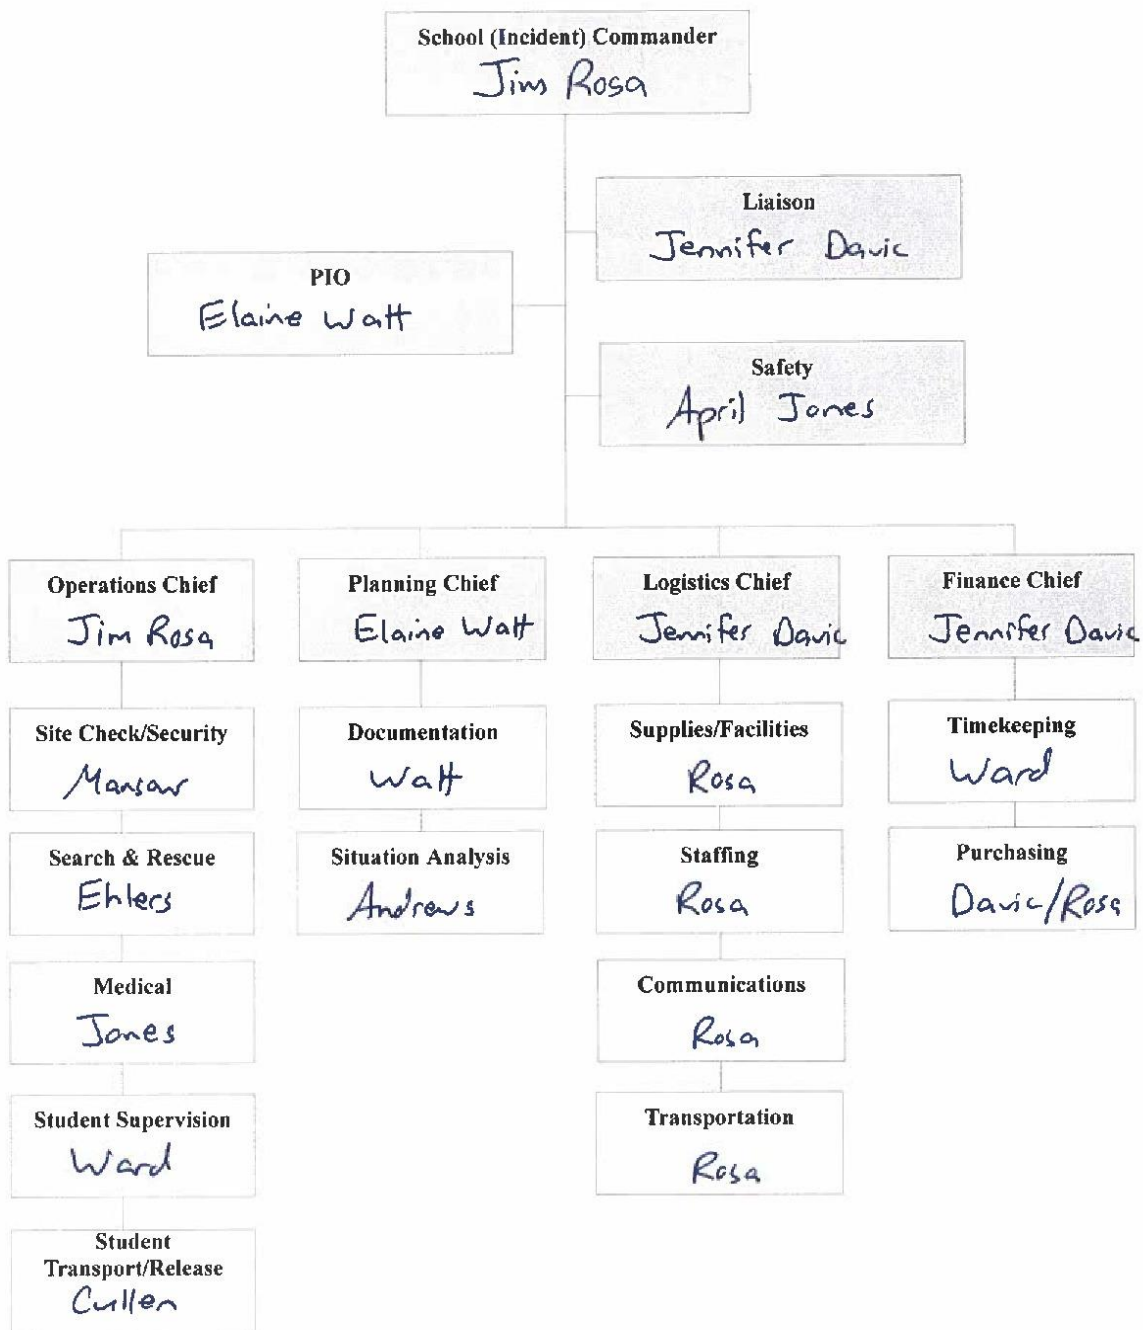 School (Incident) Commander
Jim Rosa
Liaison
Jennifer Davic
PIO
Elaine Watt
Safety
April Jones
Operations Chief
Jim Rosa
Planning Chief
Elaine Watt
Logistics Chief
Jennifer Davic
Finance Chief
Jennifer Davic
Site Check/Security
Documentation
Watt
Supplies/Facilities
Rosa
Timekeeping
Ward
Search & Rescue
Ehlers
Situation Analysis
Andrews
Staffing
Rosa
Purchasing
Davic/Rosa
Medical
Jones
Communications
Rosa
Student Supervision
Ward
Transportation
Rosa
Student
Transport/Release
Cullen